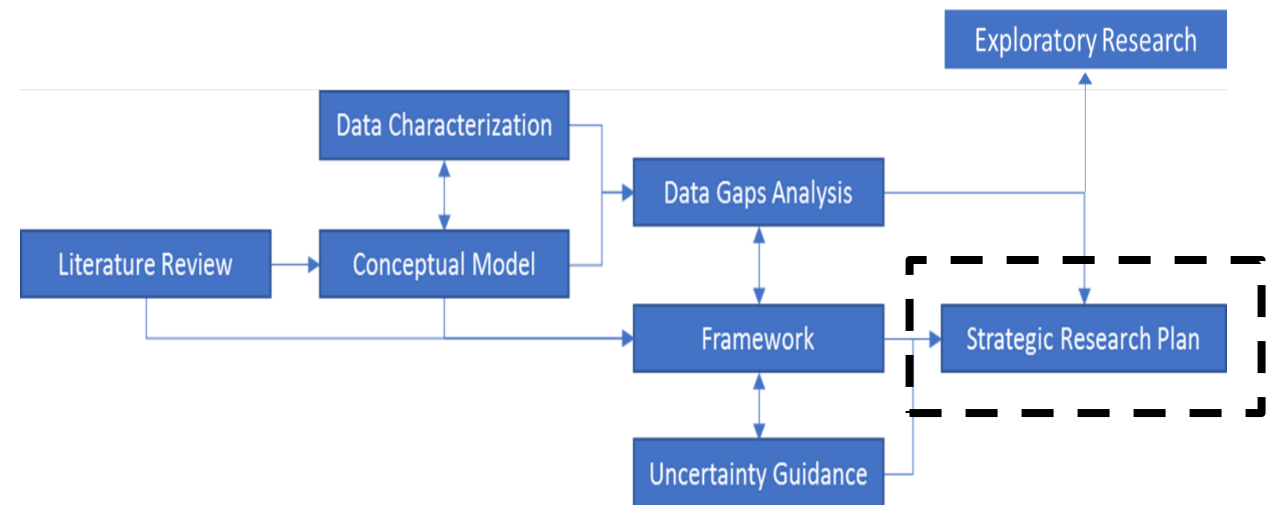 Exploratory Research
Data Characterization
Data Gaps Analysis
Literature Review
Conceptual Model
Framework
Strategic Research Plan
Uncertainty Guidance